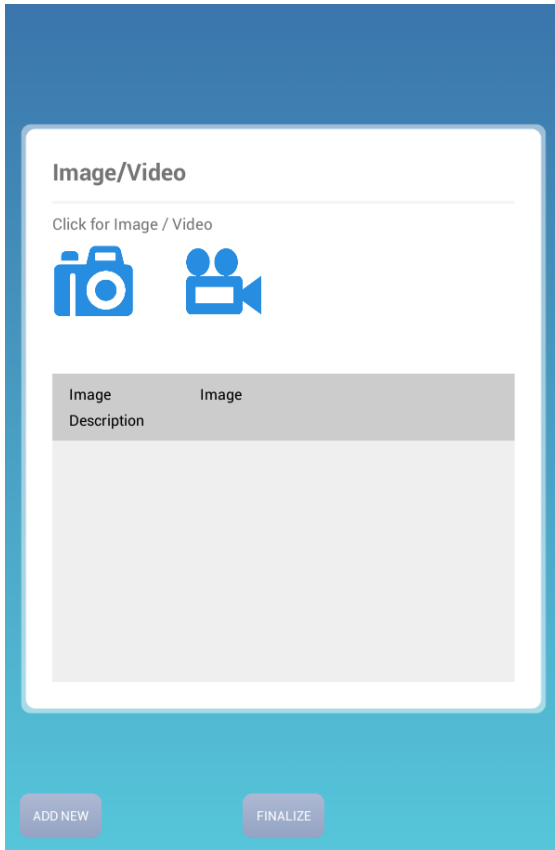 Image/Video
Click for Image / Video
Image Image
Description
ADD NEW FINALIZE